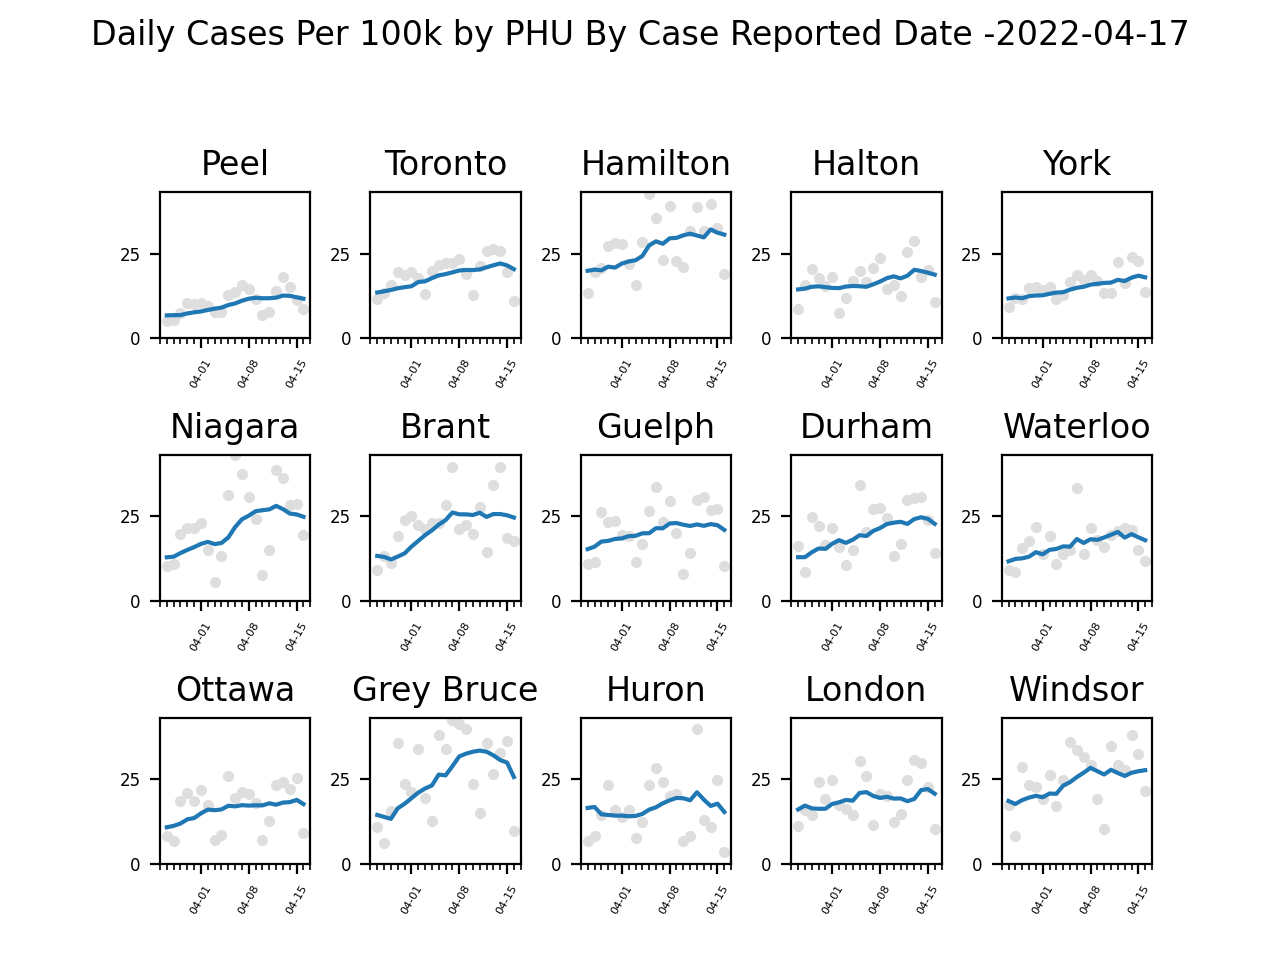 Daily Cases Per 100k by PHU By Case Reported Date -2022-04-17
Peel Toronto Hamilton Halton York
25 25 25 25 25
0 0 0 0 0
04-01 04-08 04-15 04-01 04-08 04-15 04-01 04-08 04-15 04-01 04-08 04-15 04-01 04-08 04-15
Niagara Brant Guelph Durham Waterloo
25 25 25 25 25
0 0 0 0 0
04-01 04-08 04-15 04-01 04-08 04-15 04-01 04-08 04-15 04-01 04-08 04-15 04-01 04-08 04-15
Ottawa Grey Bruce Huron London Windsor
25 25 25 25 25
0 0 0 0 0
04-01 04-08 04-15 04-01 04-08 04-15 04-01 04-08 04-15 04-01 04-08 04-15 04-01 04-08 04-15